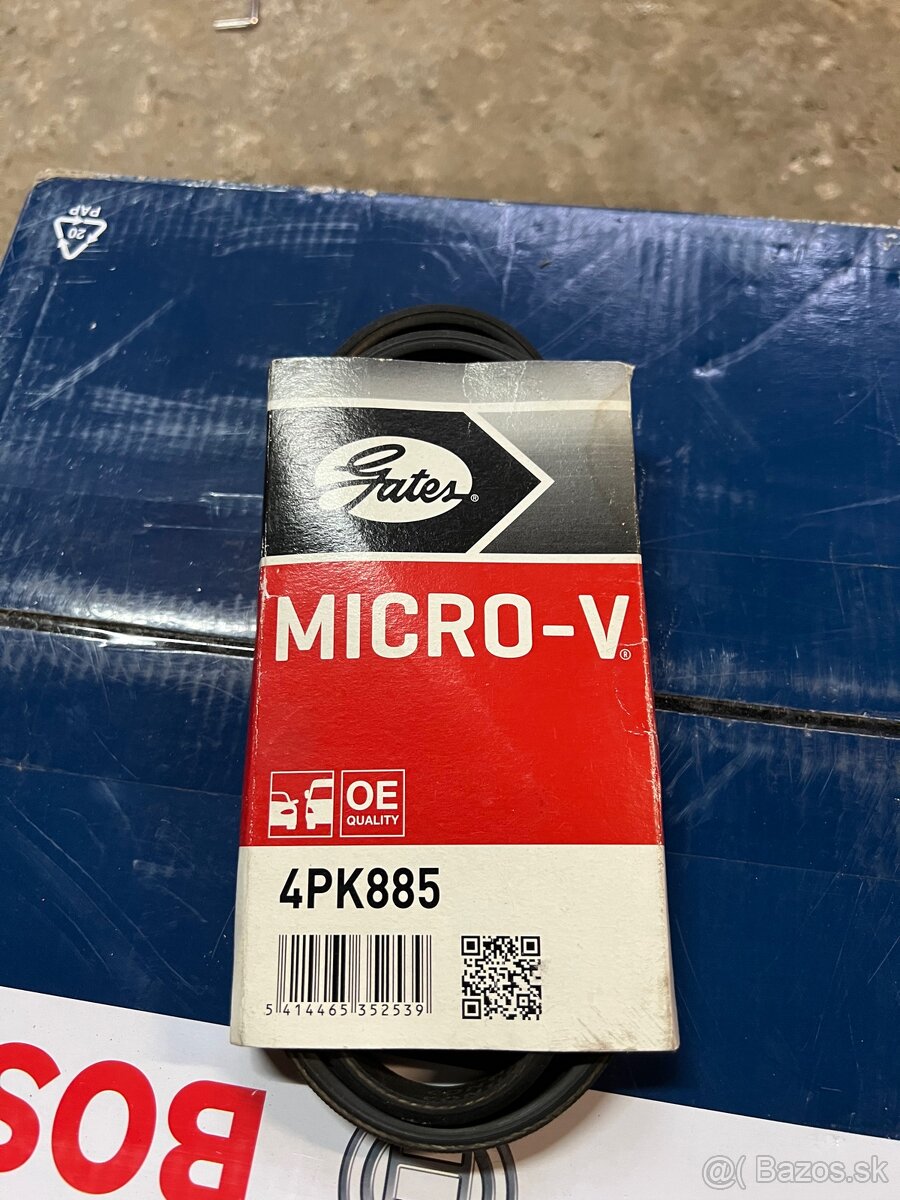 20
PAP
Gates®
MICRO-V®
OE
QUALITY
4PK885
5 414465 352539
BOS
@( Bazos.sk